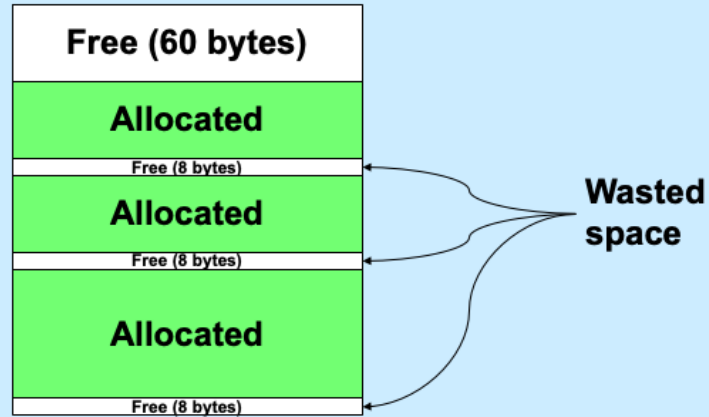 Free (60 bytes)
Allocated
Free (8 bytes)
Allocated
Free (8 bytes)
Allocated
Free (8 bytes)
Wasted
space